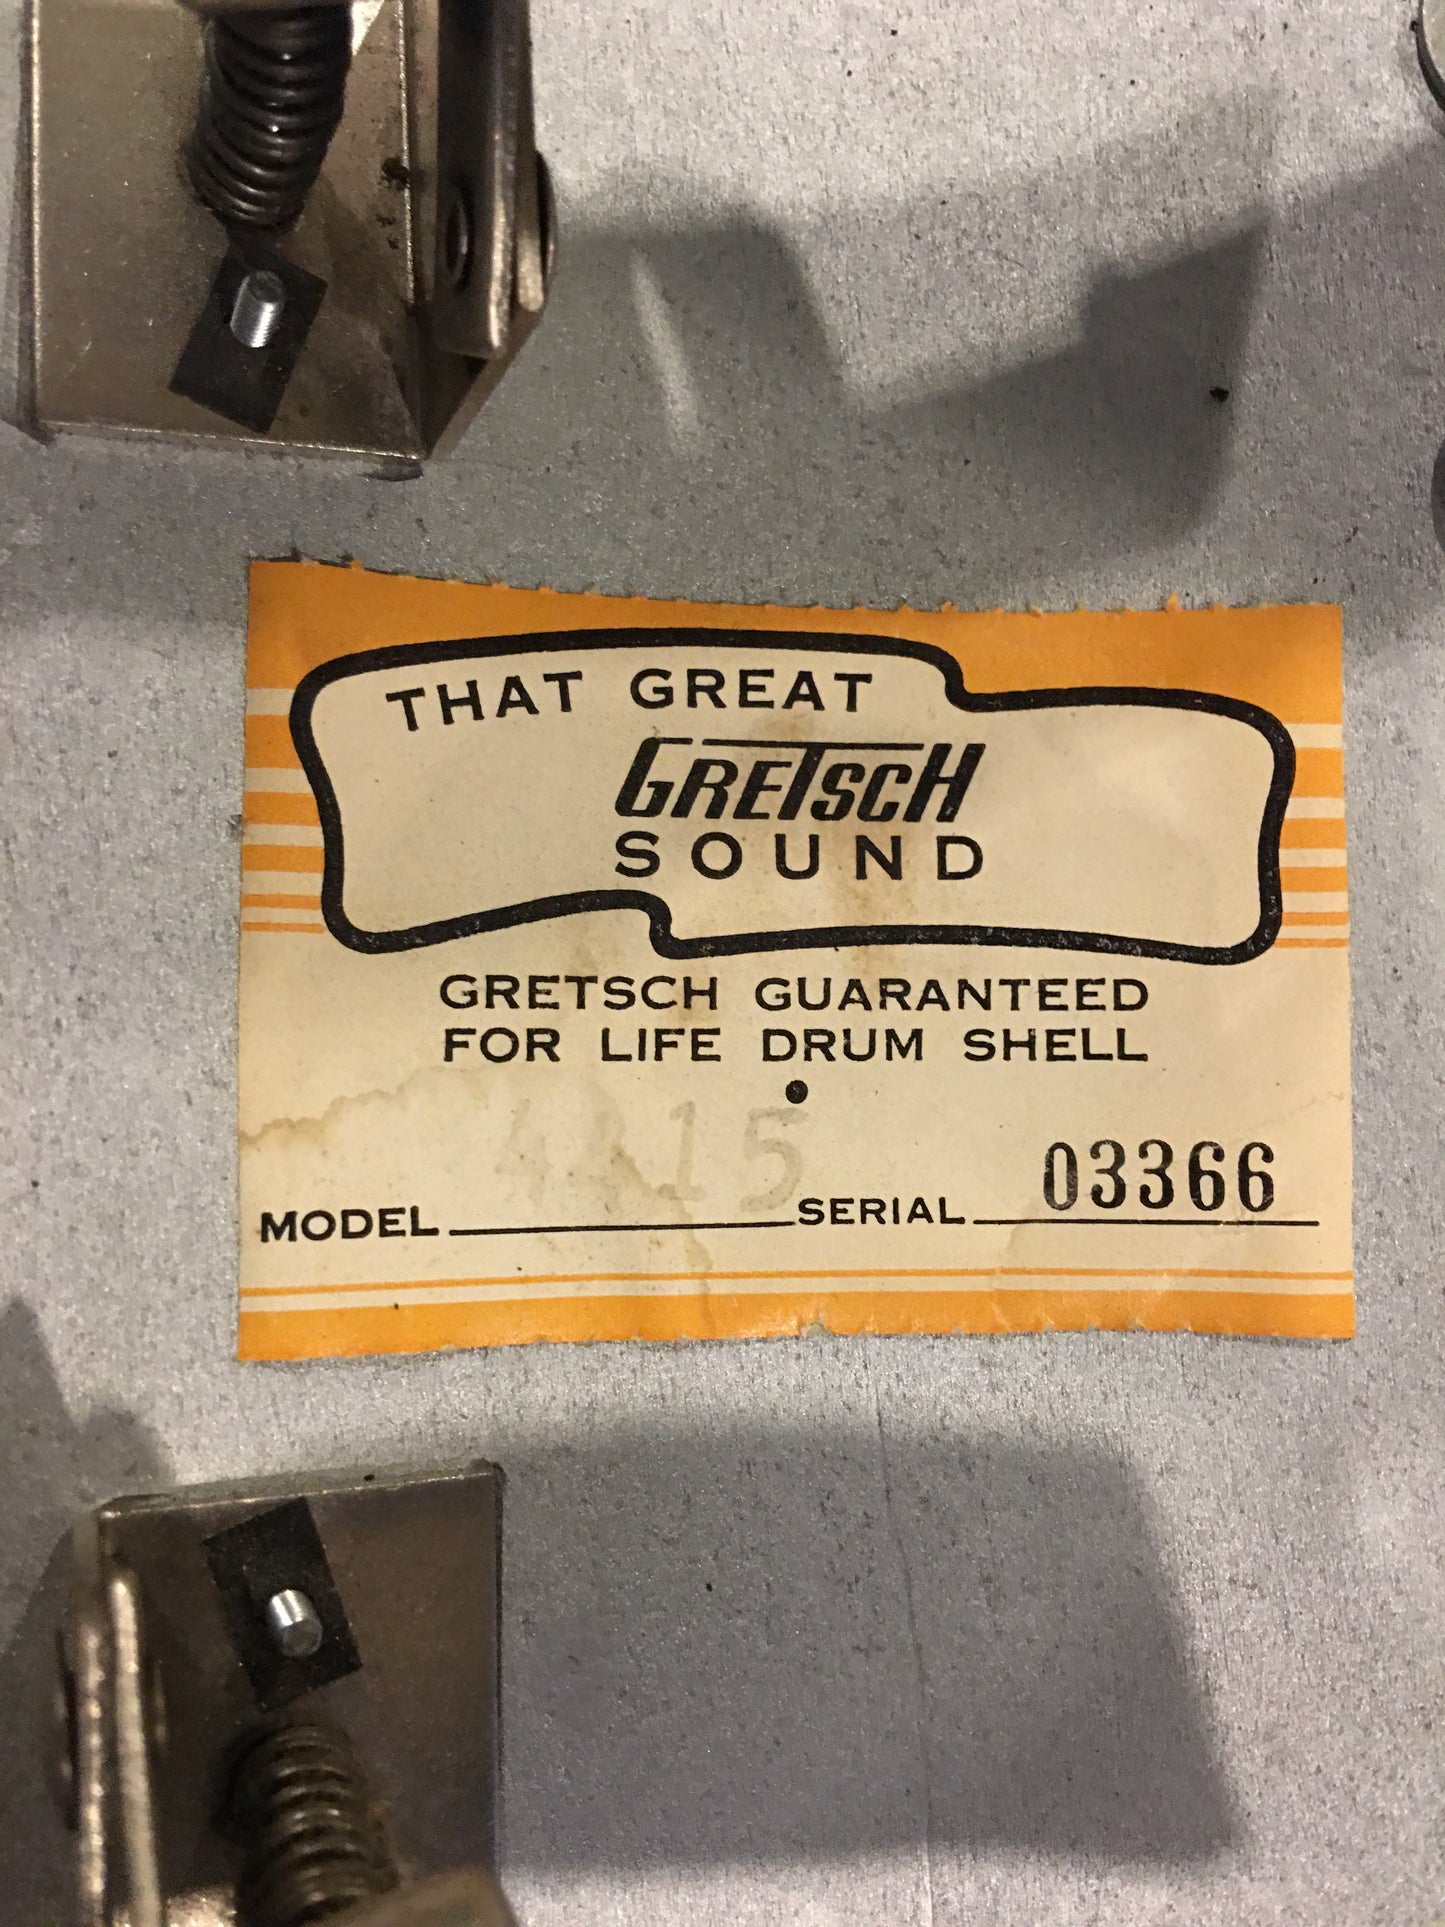 THAT GREAT
GRETSCH
SOUND
GRETSCH GUARANTEED
FOR LIFE DRUM SHELL
•
MODEL 4415 SERIAL 03366